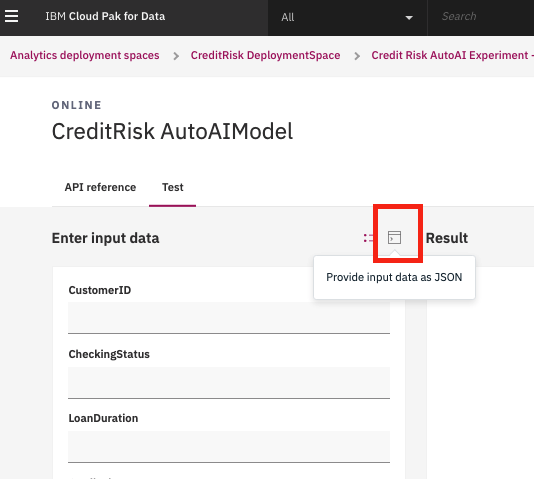 IBM Cloud Pak for Data
All
Search
Analytics deployment spaces > CreditRisk DeploymentSpace > Credit Risk AutoAI Experiment -
ONLINE
CreditRisk AutoAIModel
API reference
Test
Enter input data
Result
Provide input data as JSON
CustomerID
CheckingStatus
LoanDuration